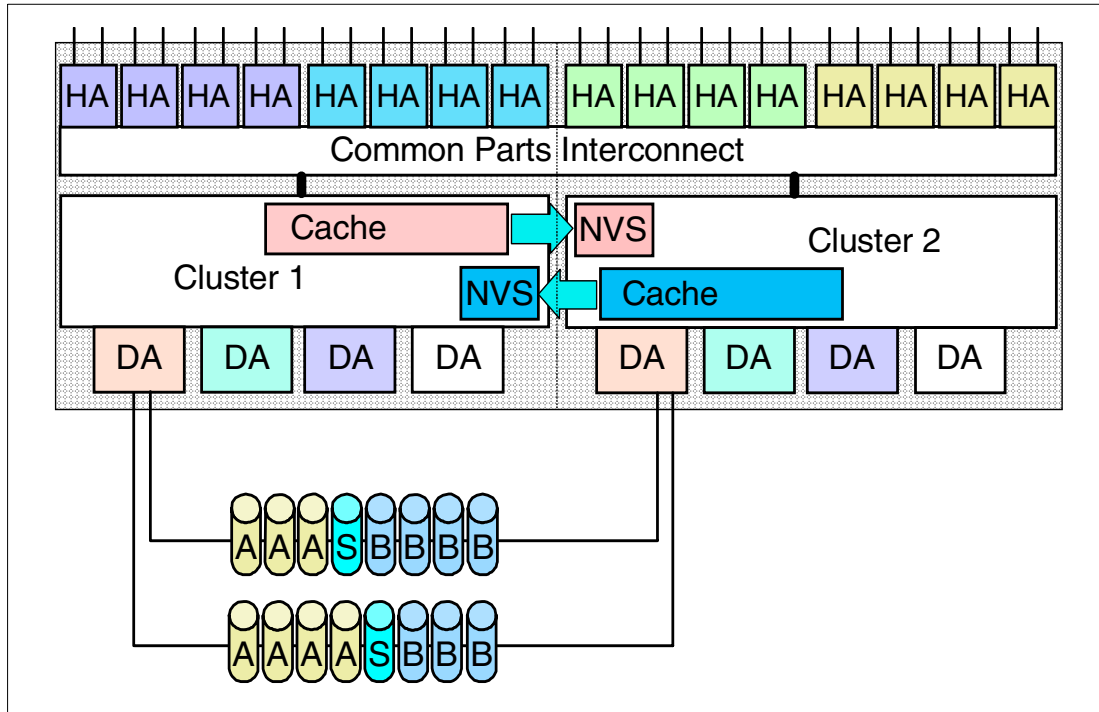 HA HA HA HA HA HA HA HA HA HA HA HA HA HA HA HA
Common Parts Interconnect
Cache NVS
Cluster 1 Cluster 2
NVS Cache
DA DA DA DA DA DA DA DA
A A A S B B B B
A A A A S B B B